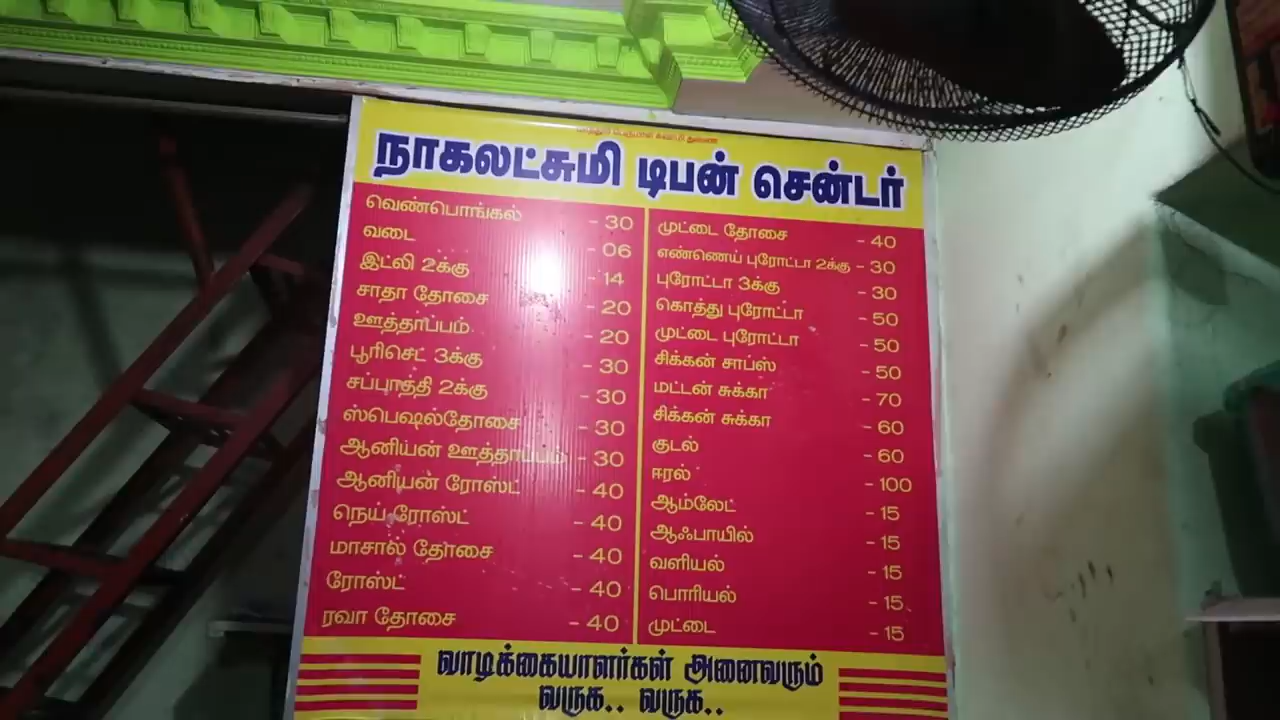 துணை
நாகலட்சுமி டிபன் சென்டர்
வெண்பொங்கல் - 30
வடை - 06
இட்லி 2க்கு - 14
சாதா தோசை - 20
ஊத்தாப்பம் - 20
பூரிசெட் 3க்கு - 30
சப்பாத்தி 2க்கு - 30
ஸ்பெஷல்தோசை - 30
ஆனியன் ஊத்தாப்பம் - 30
ஆனியன் ரோஸ்ட் - 40
நெய் ரோஸ்ட் - 40
மாசால் தோசை - 40
ரோஸ்ட் - 40
ரவா தோசை - 40
முட்டை தோசை - 40
எண்ணெய் புரோட்டா 2க்கு - 30
புரோட்டா 3க்கு - 30
கொத்து புரோட்டா - 50
முட்டை புரோட்டா - 50
சிக்கன் சாப்ஸ் - 50
மட்டன் சுக்கா - 70
சிக்கன் சுக்கா - 60
குடல் - 60
ஈரல் - 100
ஆம்லேட் - 15
ஆஃபாயில் - 15
வளியல் - 15
பொரியல் - 15
முட்டை - 15
வாடிக்கையாளர்கள் அனைவரும்
வருக.. வருக..